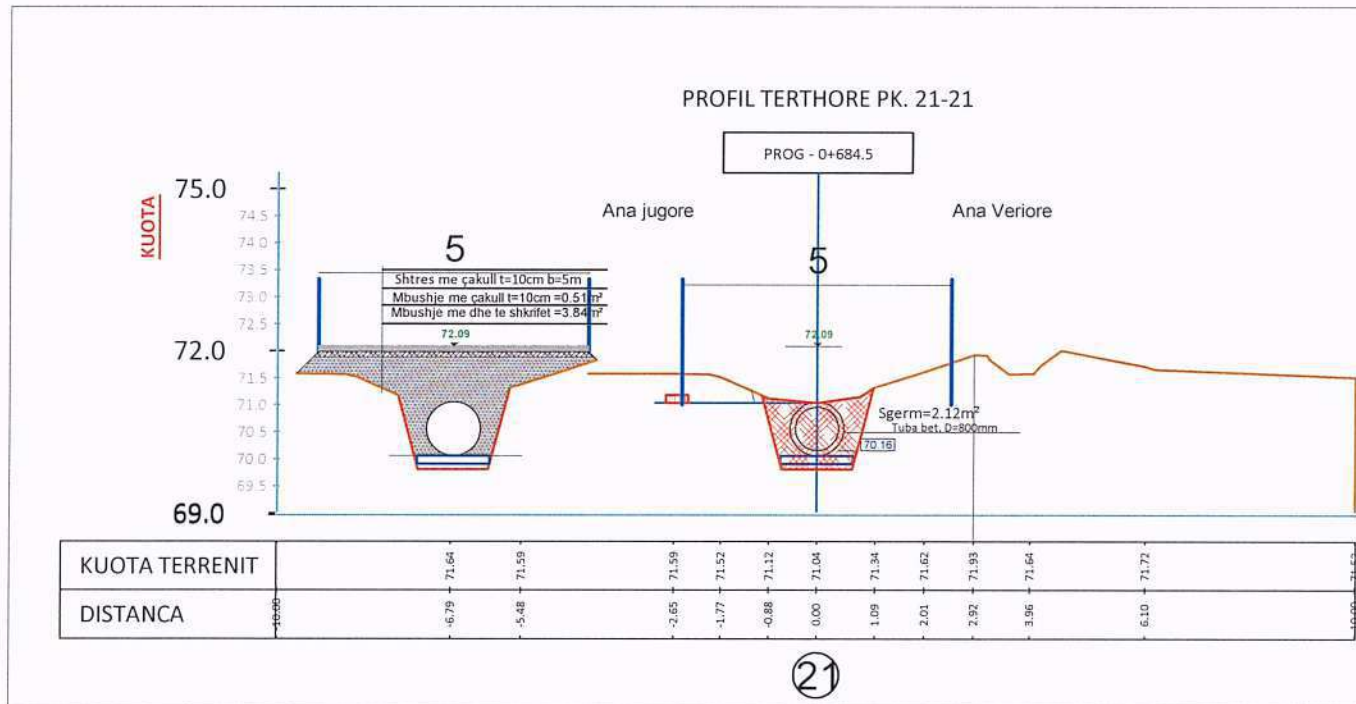 PROFIL TERTHORE PK. 21-21
PROG - 0+684.5
KUOTA
75.0
74.5
74.0
73.5
73.0
72.5
72.0
71.5
71.0
70.5
70.0
69.5
69.0
Ana jugore
Ana Veriore
5
5
Shtres me çakull t=10cm b=5m
Mbushje me çakull t=10cm =0.51m²
Mbushje me dhe te shkrifet =3.84m²
72.09
72.09
Sgerm=2.12m²
Tuba bet. D=800mm
70.16
KUOTA TERRENIT 71.64 71.59 71.59 71.52 71.12 71.04 71.34 71.62 71.93 71.64 71.72
DISTANCA -10.00 -6.79 -5.48 -2.65 -1.77 -0.88 0.00 1.09 2.01 2.92 3.96 6.10 10.00
21